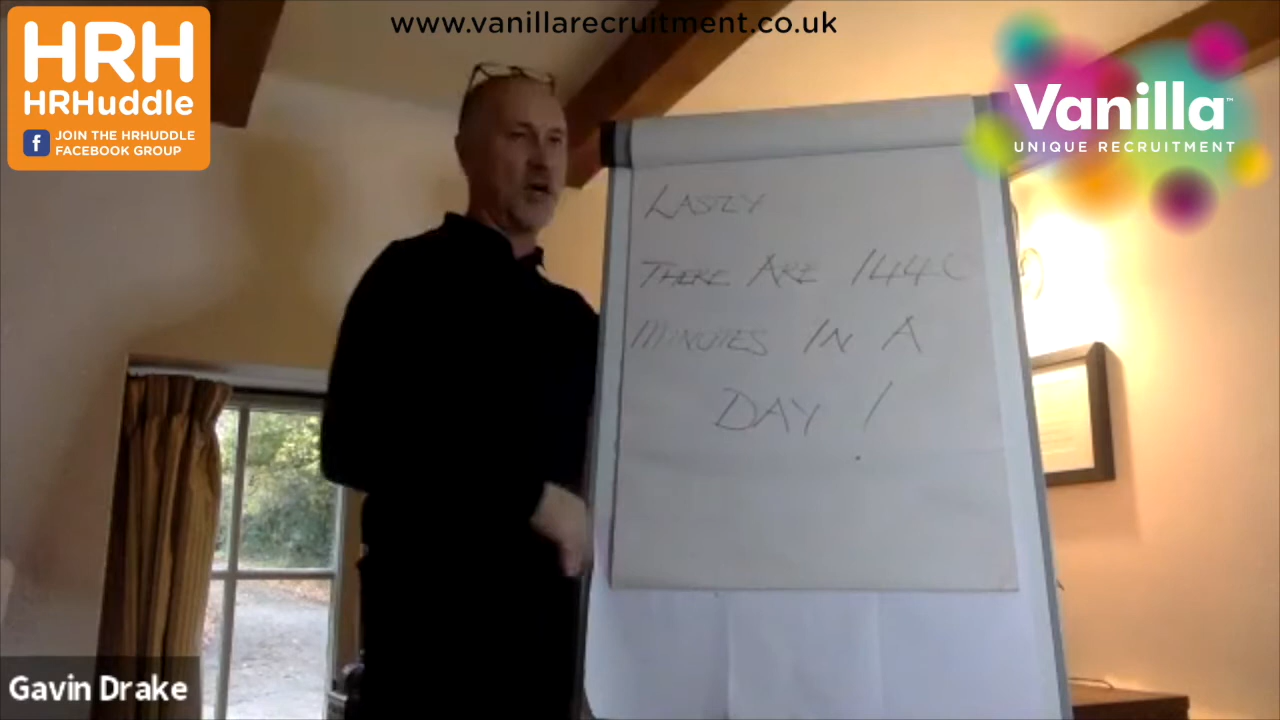 www.vanillarecruitment.co.uk
HRH
HRHuddle
f JOIN THE HRHUDDLE
FACEBOOK GROUP
Vanilla™
UNIQUE RECRUITMENT
LASTLY
THERE ARE 1440
MINUTES IN A
DAY !
Gavin Drake